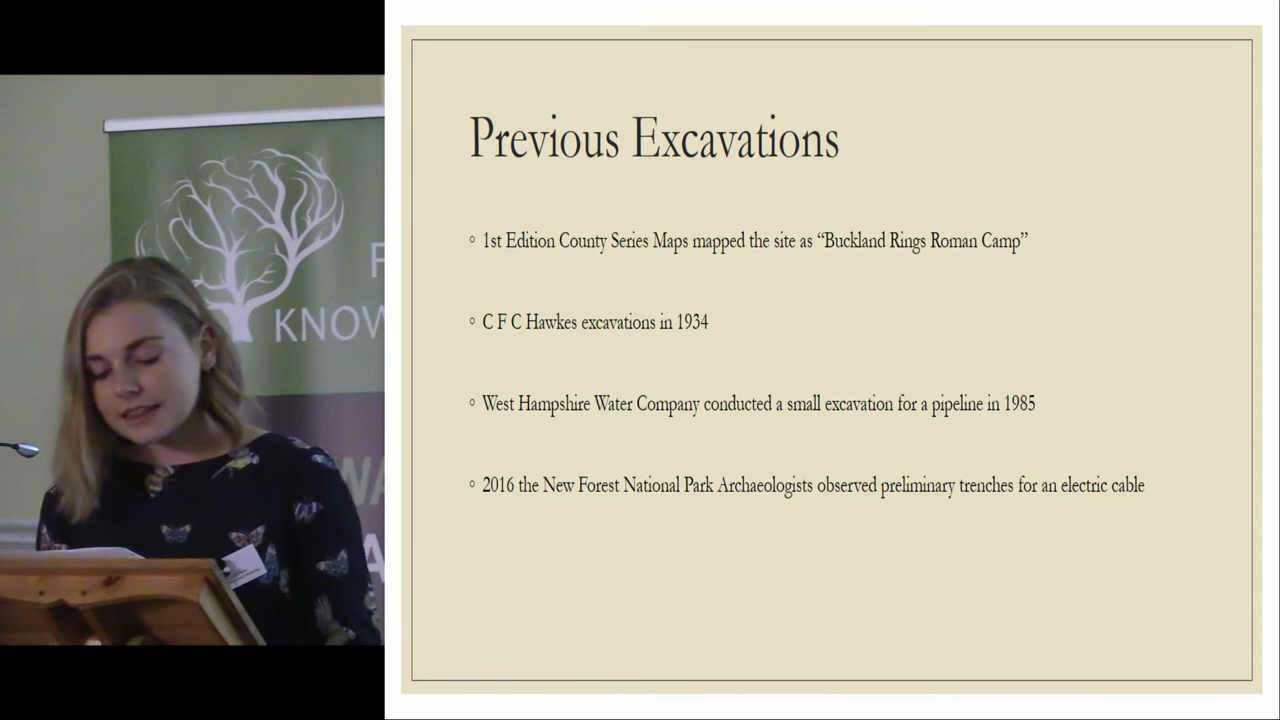 KNOW
Previous Excavations
1st Edition County Series Maps mapped the site as “Buckland Rings Roman Camp”
C F C Hawkes excavations in 1934
West Hampshire Water Company conducted a small excavation for a pipeline in 1985
2016 the New Forest National Park Archaeologists observed preliminary trenches for an electric cable